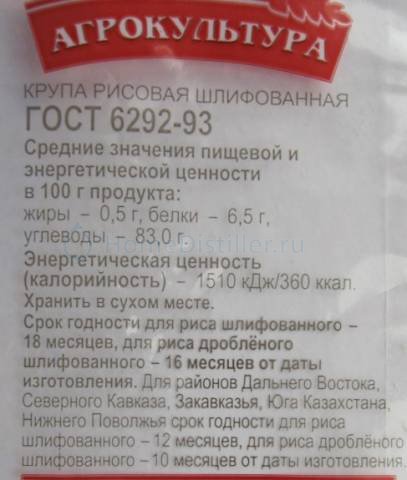 АГРОКУЛЬТУРА
КРУПА РИСОВАЯ ШЛИФОВАННАЯ
ГОСТ 6292-93
Средние значения пищевой и
энергетической ценности
в 100 г продукта:
жиры – 0,5 г, белки – 6,5 г,
углеводы – 83,0 г.
HomeDistiller.ru
Энергетическая ценность
(калорийность) – 1510 кДж/360 ккал.
Хранить в сухом месте.
Срок годности для риса шлифованного –
18 месяцев, для риса дроблёного
шлифованного – 16 месяцев от даты
изготовления. Для районов Дальнего Востока,
Северного Кавказа, Закавказья, Юга Казахстана,
Нижнего Поволжья срок годности для риса
шлифованного – 12 месяцев, для риса дроблёного
шлифованного – 10 месяцев от даты изготовления.